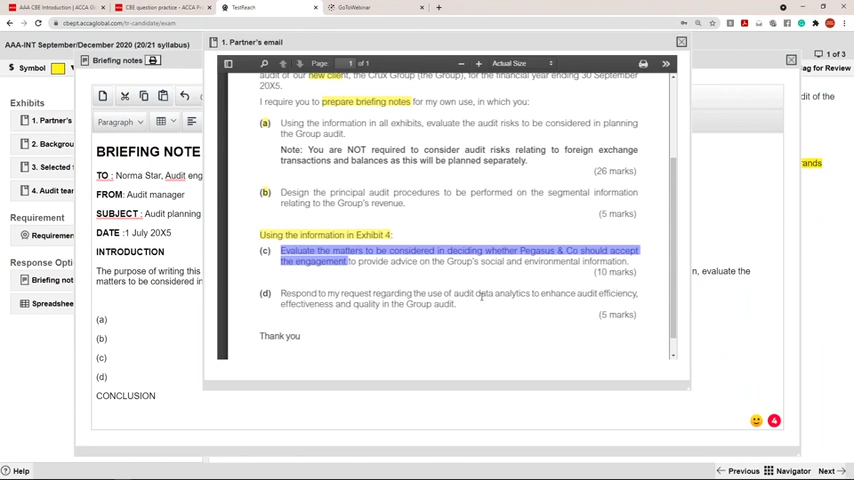 AAA CBE Introduction | ACCA G
CBE question practice | ACCA P
TestReach
GoToWebinar
cbept.accaglobal.com/tr-candidate/exam
AAA-INT September/December 2020 (20/21 syllabus)
1 of 3
Symbol
Briefing notes
1. Partner's email
Flag for Review
Page: 1 of 1
Actual Size
Exhibits
1. Partner's
2. Backgrou
3. Selected f
4. Audit tean
Requirement
Requiremen
Response Optio
Briefing not
Spreadshee
Paragraph
BRIEFING NOTE
TO : Norma Star, Audit eng
FROM: Audit manager
SUBJECT : Audit planning
DATE :1 July 20X5
INTRODUCTION
The purpose of this writing
matters to be considered in
(a)
(b)
(c)
(d)
CONCLUSION
audit of our new client, the Crux Group (the Group), for the financial year ending 30 September
20X5.
I require you to prepare briefing notes for my own use, in which you:
(a) Using the information in all exhibits, evaluate the audit risks to be considered in planning
the Group audit.
Note: You are NOT required to consider audit risks relating to foreign exchange
transactions and balances as this will be planned separately.
(26 marks)
(b) Design the principal audit procedures to be performed on the segmental information
relating to the Group's revenue.
(5 marks)
Using the information in Exhibit 4:
(c) Evaluate the matters to be considered in deciding whether Pegasus & Co should accept
the engagement to provide advice on the Group's social and environmental information.
(10 marks)
(d) Respond to my request regarding the use of audit data analytics to enhance audit efficiency,
effectiveness and quality in the Group audit.
(5 marks)
Thank you
dit of the
rands
n, evaluate the
4
Help
Previous
Navigator
Next